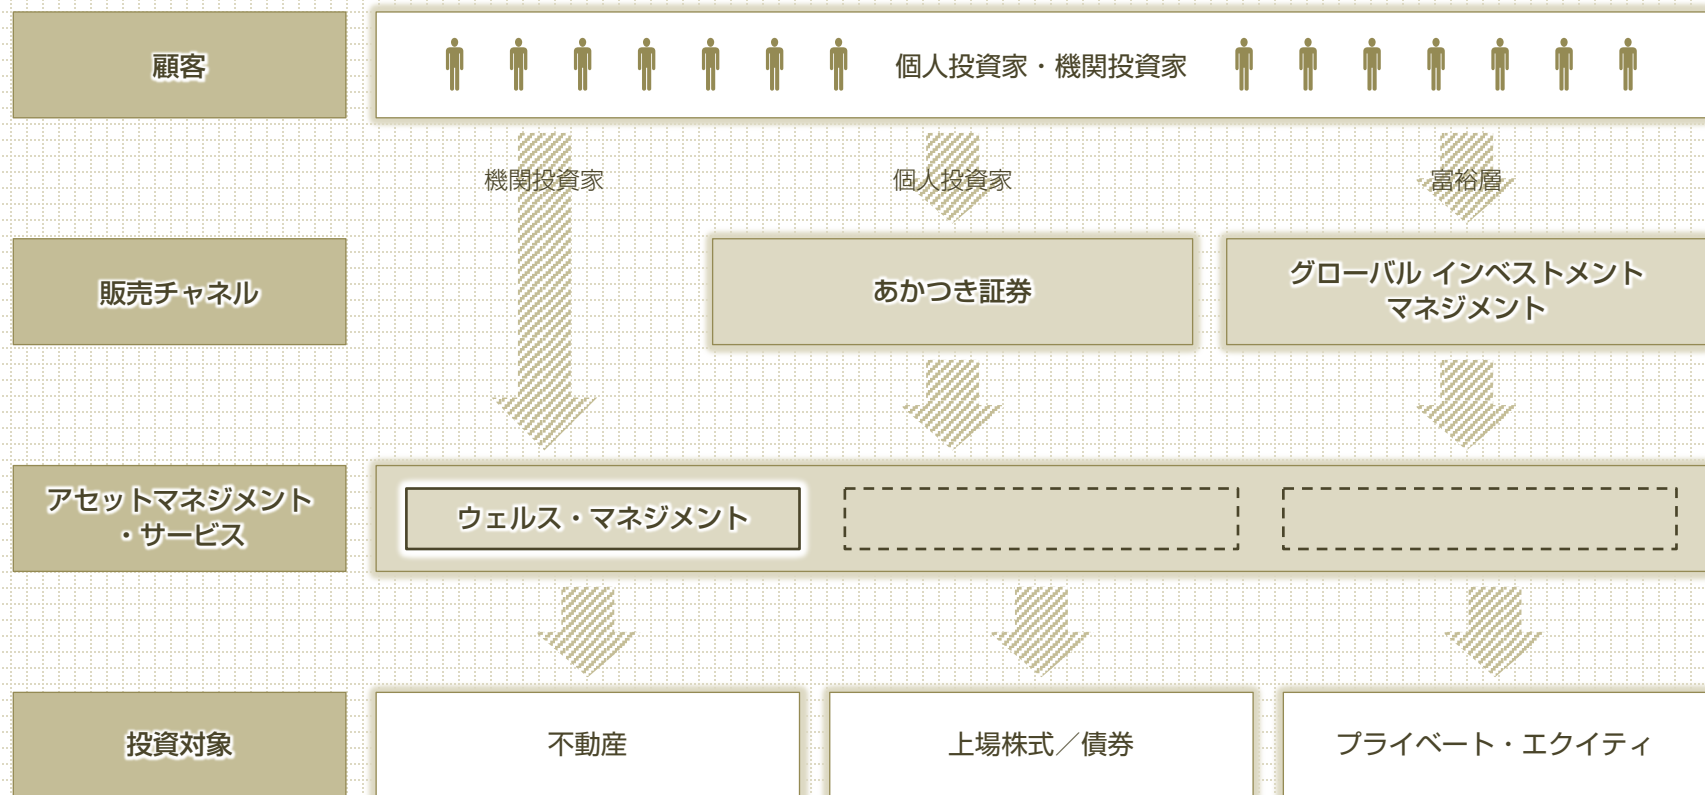 顧客
個人投資家・機関投資家
機関投資家
個人投資家
富裕層
販売チャネル
あかつき証券
グローバル インベストメント
マネジメント
アセットマネジメント
・サービス
ウェルス・マネジメント
投資対象
不動産
上場株式／債券
プライベート・エクイティ